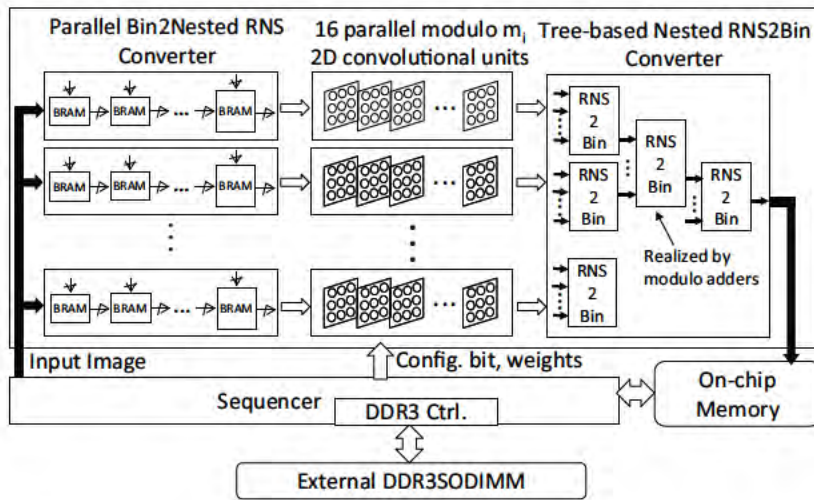 Parallel Bin2Nested RNS
Converter
16 parallel modulo mi
2D convolutional units
Tree-based Nested RNS2Bin
Converter
BRAM
BRAM
...
BRAM
...
BRAM
BRAM
...
BRAM
...
BRAM
BRAM
...
BRAM
...
RNS
2
Bin
RNS
2
Bin
RNS
2
Bin
RNS
2
Bin
RNS
2
Bin
Realized by
modulo adders
Input Image
Config. bit, weights
Sequencer
DDR3 Ctrl.
On-chip
Memory
External DDR3SODIMM